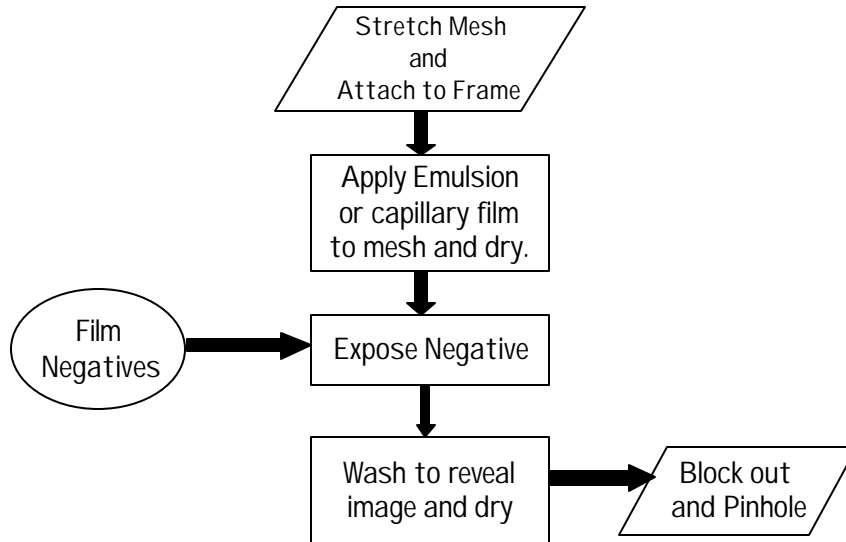 Stretch Mesh
and
Attach to Frame
Apply Emulsion
or capillary film
to mesh and dry.
Film
Negatives
Expose Negative
Wash to reveal
image and dry
Block out
and Pinhole